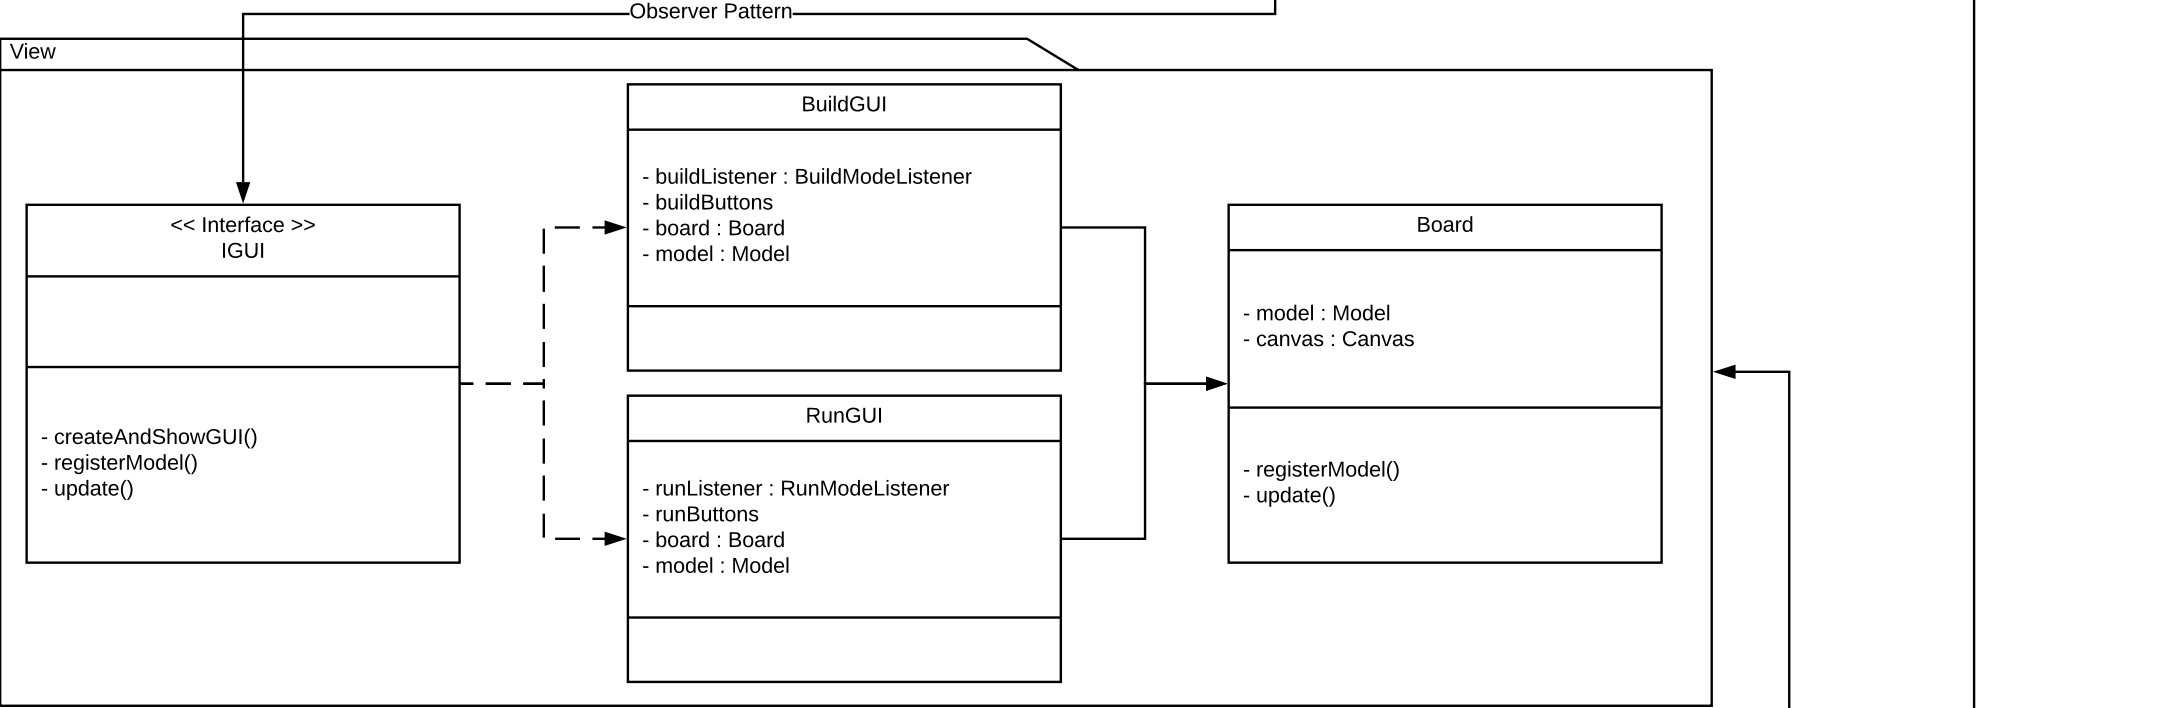 Observer Pattern
View
<< Interface >>
IGUI
- createAndShowGUI()
- registerModel()
- update()
BuildGUI
- buildListener : BuildModeListener
- buildButtons
- board : Board
- model : Model
RunGUI
- runListener : RunModeListener
- runButtons
- board : Board
- model : Model
Board
- model : Model
- canvas : Canvas
- registerModel()
- update()